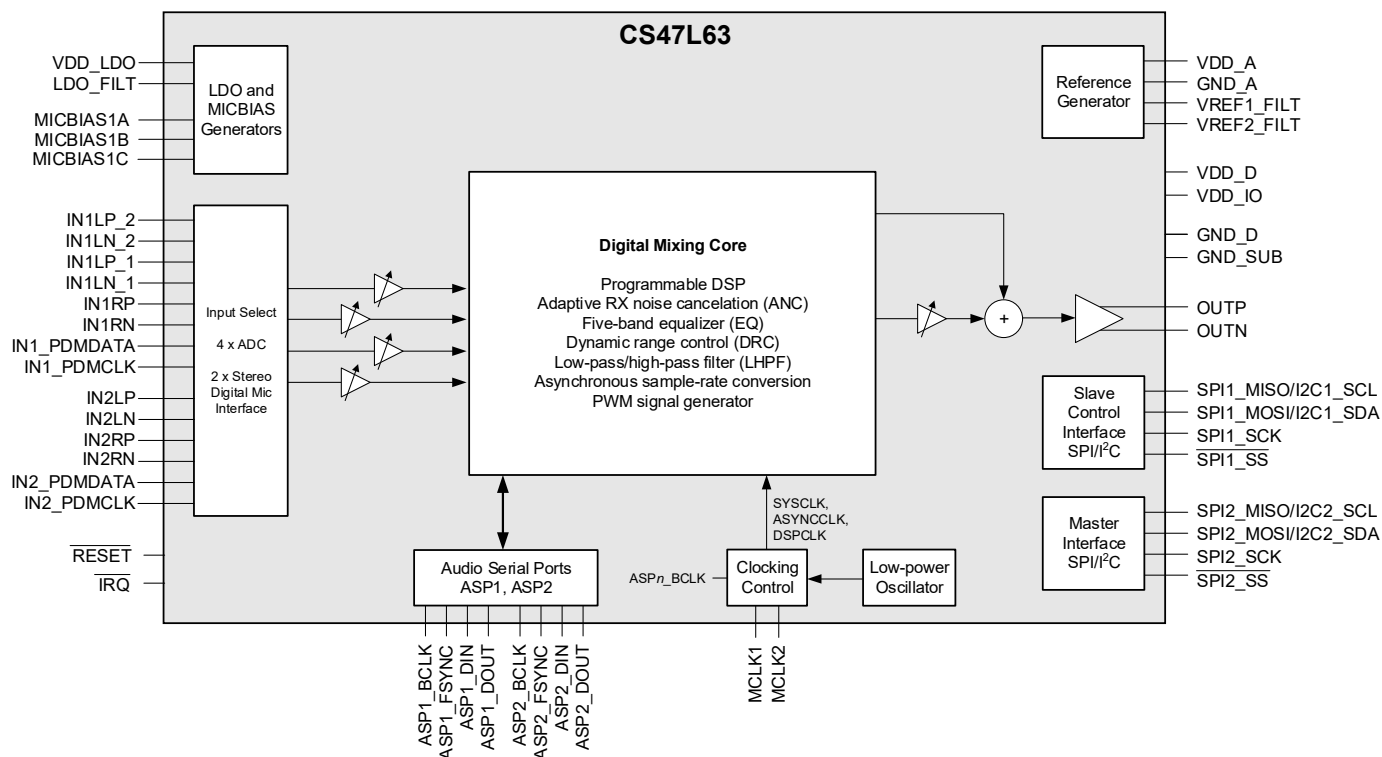 CS47L63
VDD_LDO
LDO_FILT
MICBIAS1A
MICBIAS1B
MICBIAS1C
LDO and
MICBIAS
Generators
Reference
Generator
VDD_A
GND_A
VREF1_FILT
VREF2_FILT
VDD_D
VDD_IO
GND_D
GND_SUB
IN1LP_2
IN1LN_2
IN1LP_1
IN1LN_1
IN1RP
IN1RN
IN1_PDMDATA
IN1_PDMCLK
IN2LP
IN2LN
IN2RP
IN2RN
IN2_PDMDATA
IN2_PDMCLK
Input Select
4 x ADC
2 x Stereo
Digital Mic
Interface
Digital Mixing Core
Programmable DSP
Adaptive RX noise cancelation (ANC)
Five-band equalizer (EQ)
Dynamic range control (DRC)
Low-pass/high-pass filter (LHPF)
Asynchronous sample-rate conversion
PWM signal generator
+
OUTP
OUTN
Slave
Control
Interface
SPI/I²C
SPI1_MISO/I2C1_SCL
SPI1_MOSI/I2C1_SDA
SPI1_SCK
SPI1_SS
Master
Interface
SPI/I²C
SPI2_MISO/I2C2_SCL
SPI2_MOSI/I2C2_SDA
SPI2_SCK
SPI2_SS
RESET
IRQ
SYSCLK,
ASYNCCLK,
DSPCLK
Audio Serial Ports
ASP1, ASP2
ASPn_BCLK
Clocking
Control
Low-power
Oscillator
ASP1_BCLK
ASP1_FSYNC
ASP1_DIN
ASP1_DOUT
ASP2_BCLK
ASP2_FSYNC
ASP2_DIN
ASP2_DOUT
MCLK1
MCLK2